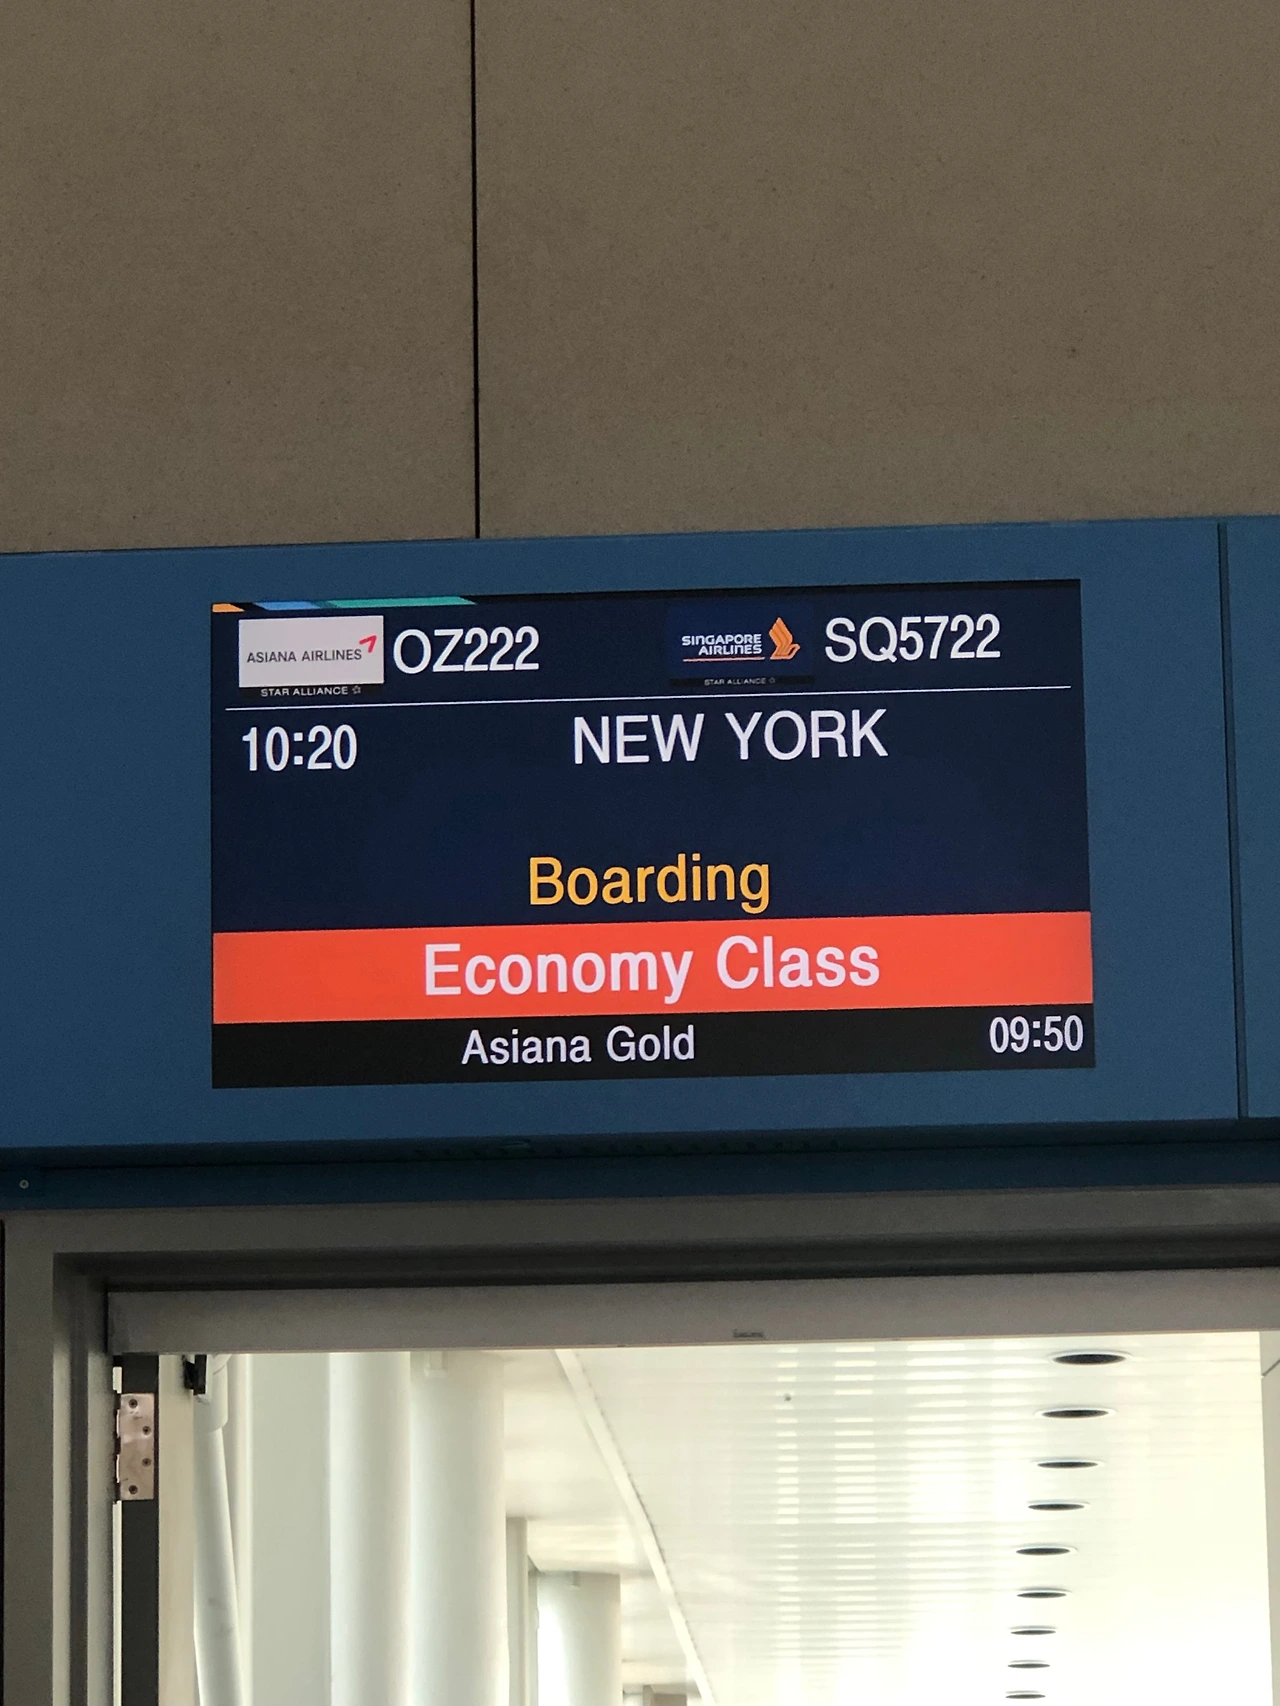 ASIANA AIRLINES OZ222 SINGAPORE AIRLINES SQ5722
STAR ALLIANCE STAR ALLIANCE
10:20 NEW YORK
Boarding
Economy Class
Asiana Gold 09:50